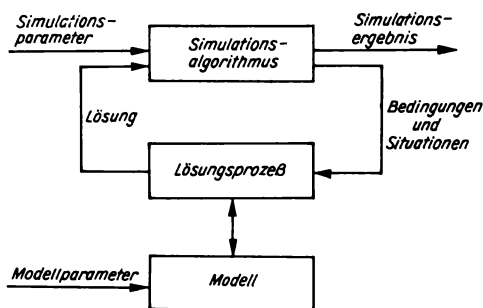 Simulations-
parameter
Simulations-
algorithmus
Simulations-
ergebnis
Lösung
Bedingungen
und
Situationen
Lösungsprozeß
Modellparameter
Modell